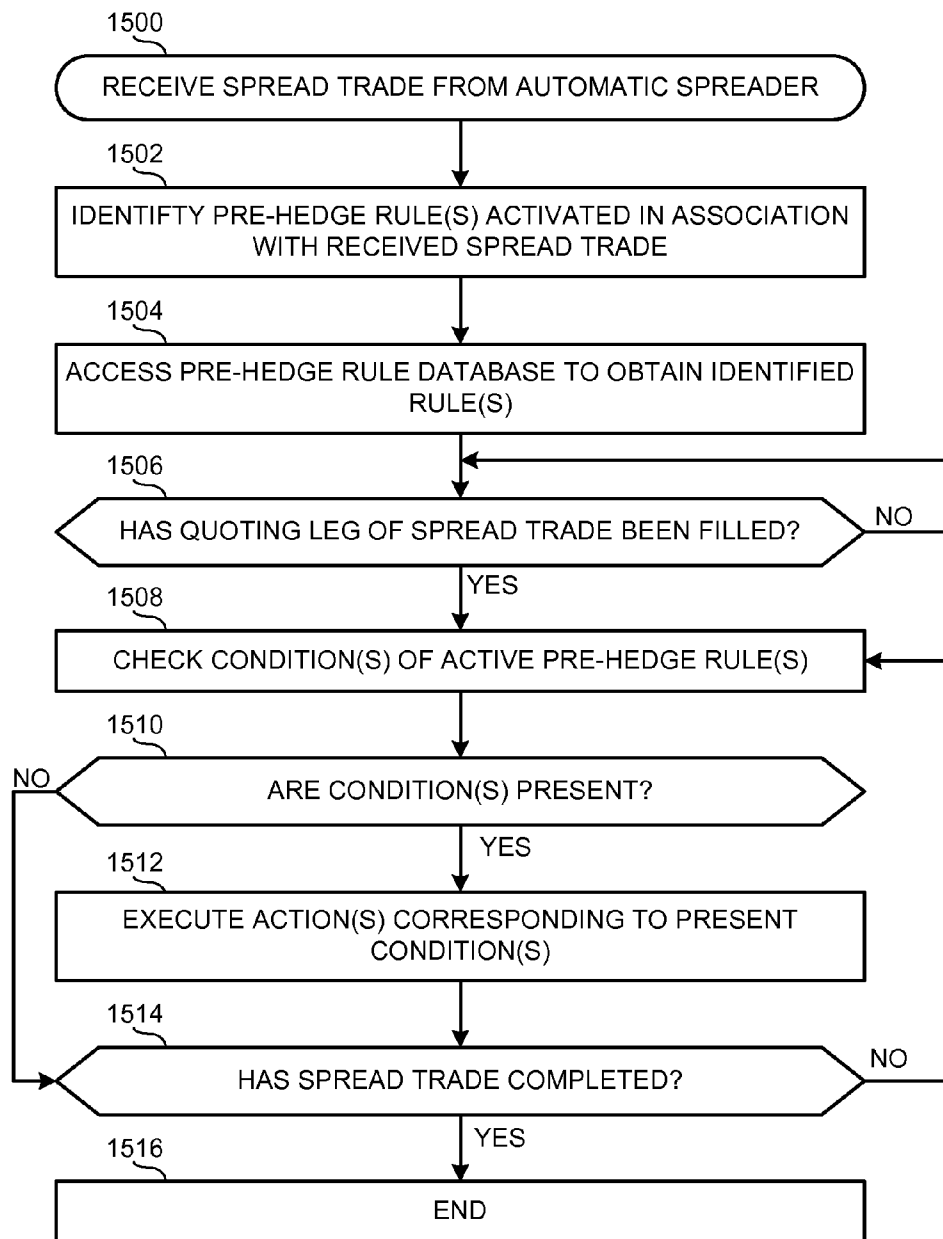 1500
RECEIVE SPREAD TRADE FROM AUTOMATIC SPREADER
1502
IDENTIFTY PRE-HEDGE RULE(S) ACTIVATED IN ASSOCIATION
WITH RECEIVED SPREAD TRADE
1504
ACCESS PRE-HEDGE RULE DATABASE TO OBTAIN IDENTIFIED
RULE(S)
1506
HAS QUOTING LEG OF SPREAD TRADE BEEN FILLED?
NO
YES
1508
CHECK CONDITION(S) OF ACTIVE PRE-HEDGE RULE(S)
1510
NO
ARE CONDITION(S) PRESENT?
YES
1512
EXECUTE ACTION(S) CORRESPONDING TO PRESENT
CONDITION(S)
1514
HAS SPREAD TRADE COMPLETED?
NO
YES
1516
END